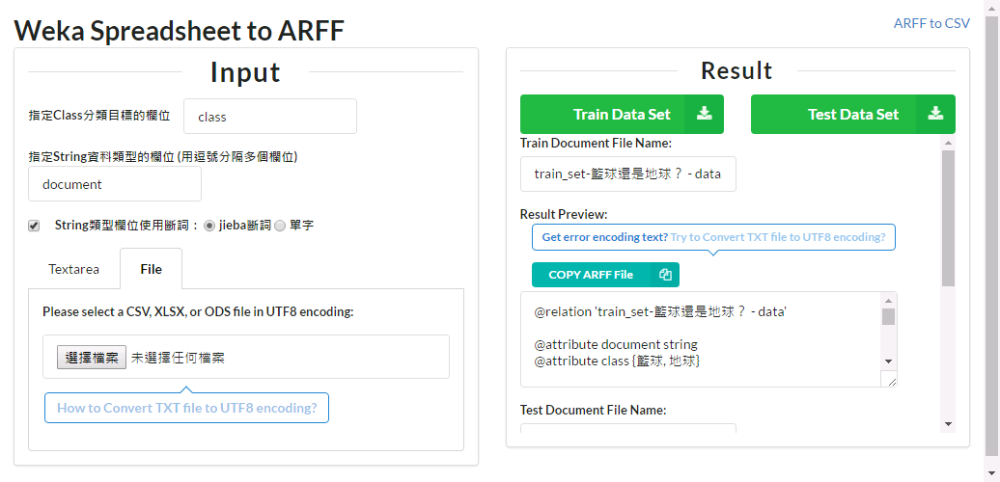 Weka Spreadsheet to ARFF
ARFF to CSV
Input
指定Class分類目標的欄位
class
指定String資料類型的欄位 (用逗號分隔多個欄位)
document
String類型欄位使用斷詞： jieba斷詞 單字
Textarea
File
Please select a CSV, XLSX, or ODS file in UTF8 encoding:
選擇檔案 未選擇任何檔案
How to Convert TXT file to UTF8 encoding?
Result
Train Data Set
Test Data Set
Train Document File Name:
train_set-籃球還是地球？ - data
Result Preview:
Get error encoding text? Try to Convert TXT file to UTF8 encoding?
COPY ARFF File
@relation 'train_set-籃球還是地球？ - data'
@attribute document string
@attribute class {籃球, 地球}
Test Document File Name: